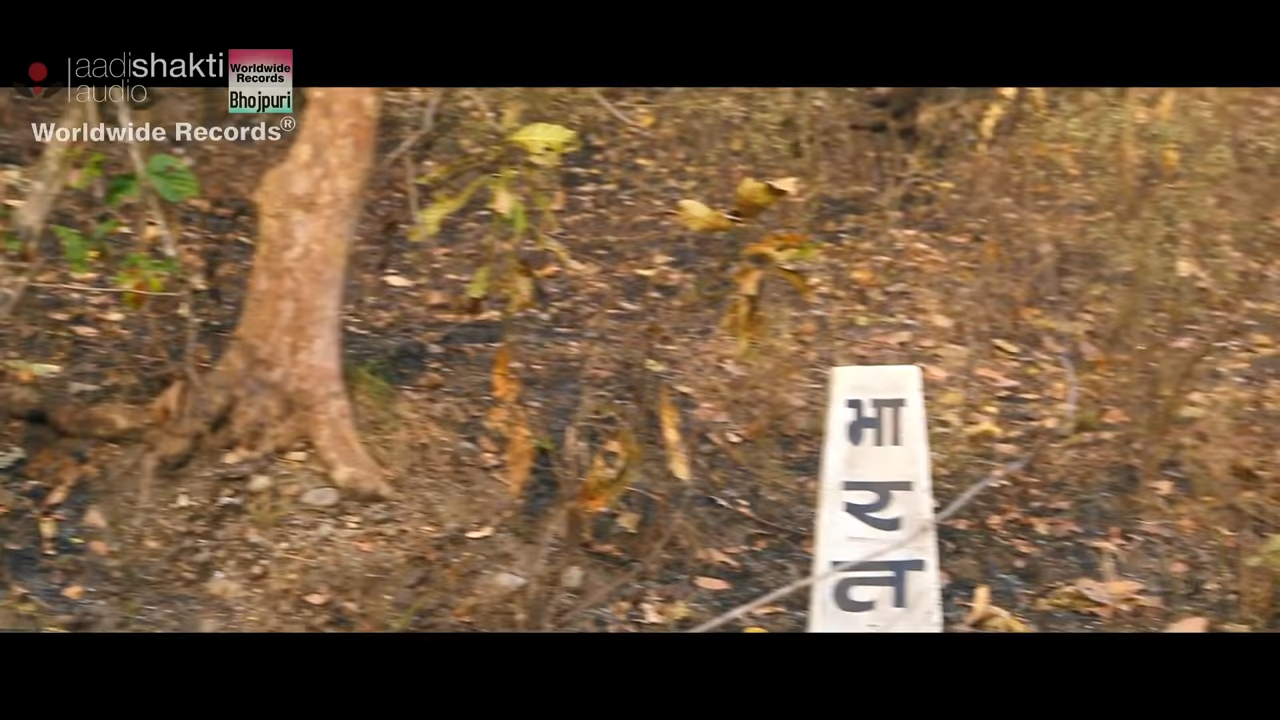 aadishakti
audio
Worldwide
Records
Bhojpuri
Worldwide Records®
भा
र
त